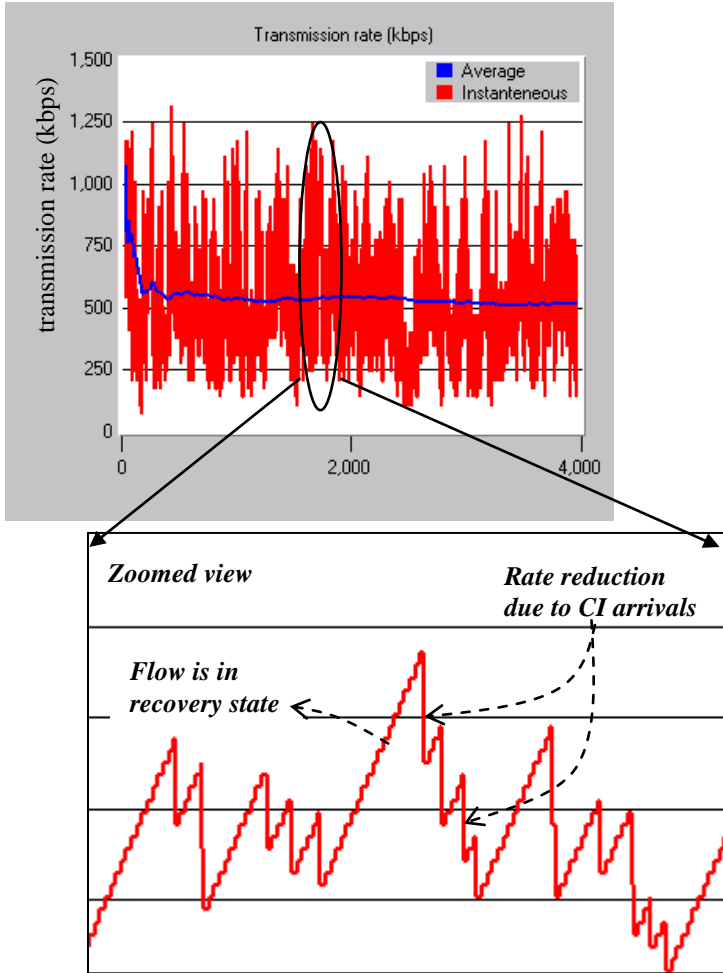 Transmission rate (kbps)
1,500
Average
Instanteneous
1,250
1,000
750
500
250
0
transmission rate (kbps)
0
2,000
4,000
Zoomed view
Rate reduction
due to CI arrivals
Flow is in
recovery state